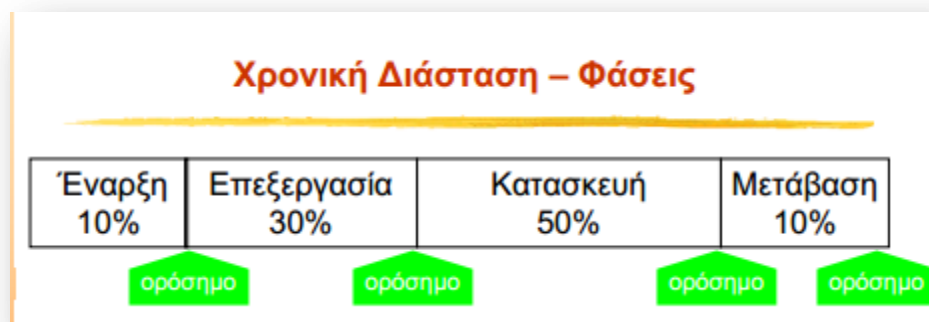 Χρονική Διάσταση – Φάσεις
Έναρξη
10%
Επεξεργασία
30%
Κατασκευή
50%
Μετάβαση
10%
ορόσημο
ορόσημο
ορόσημο
ορόσημο